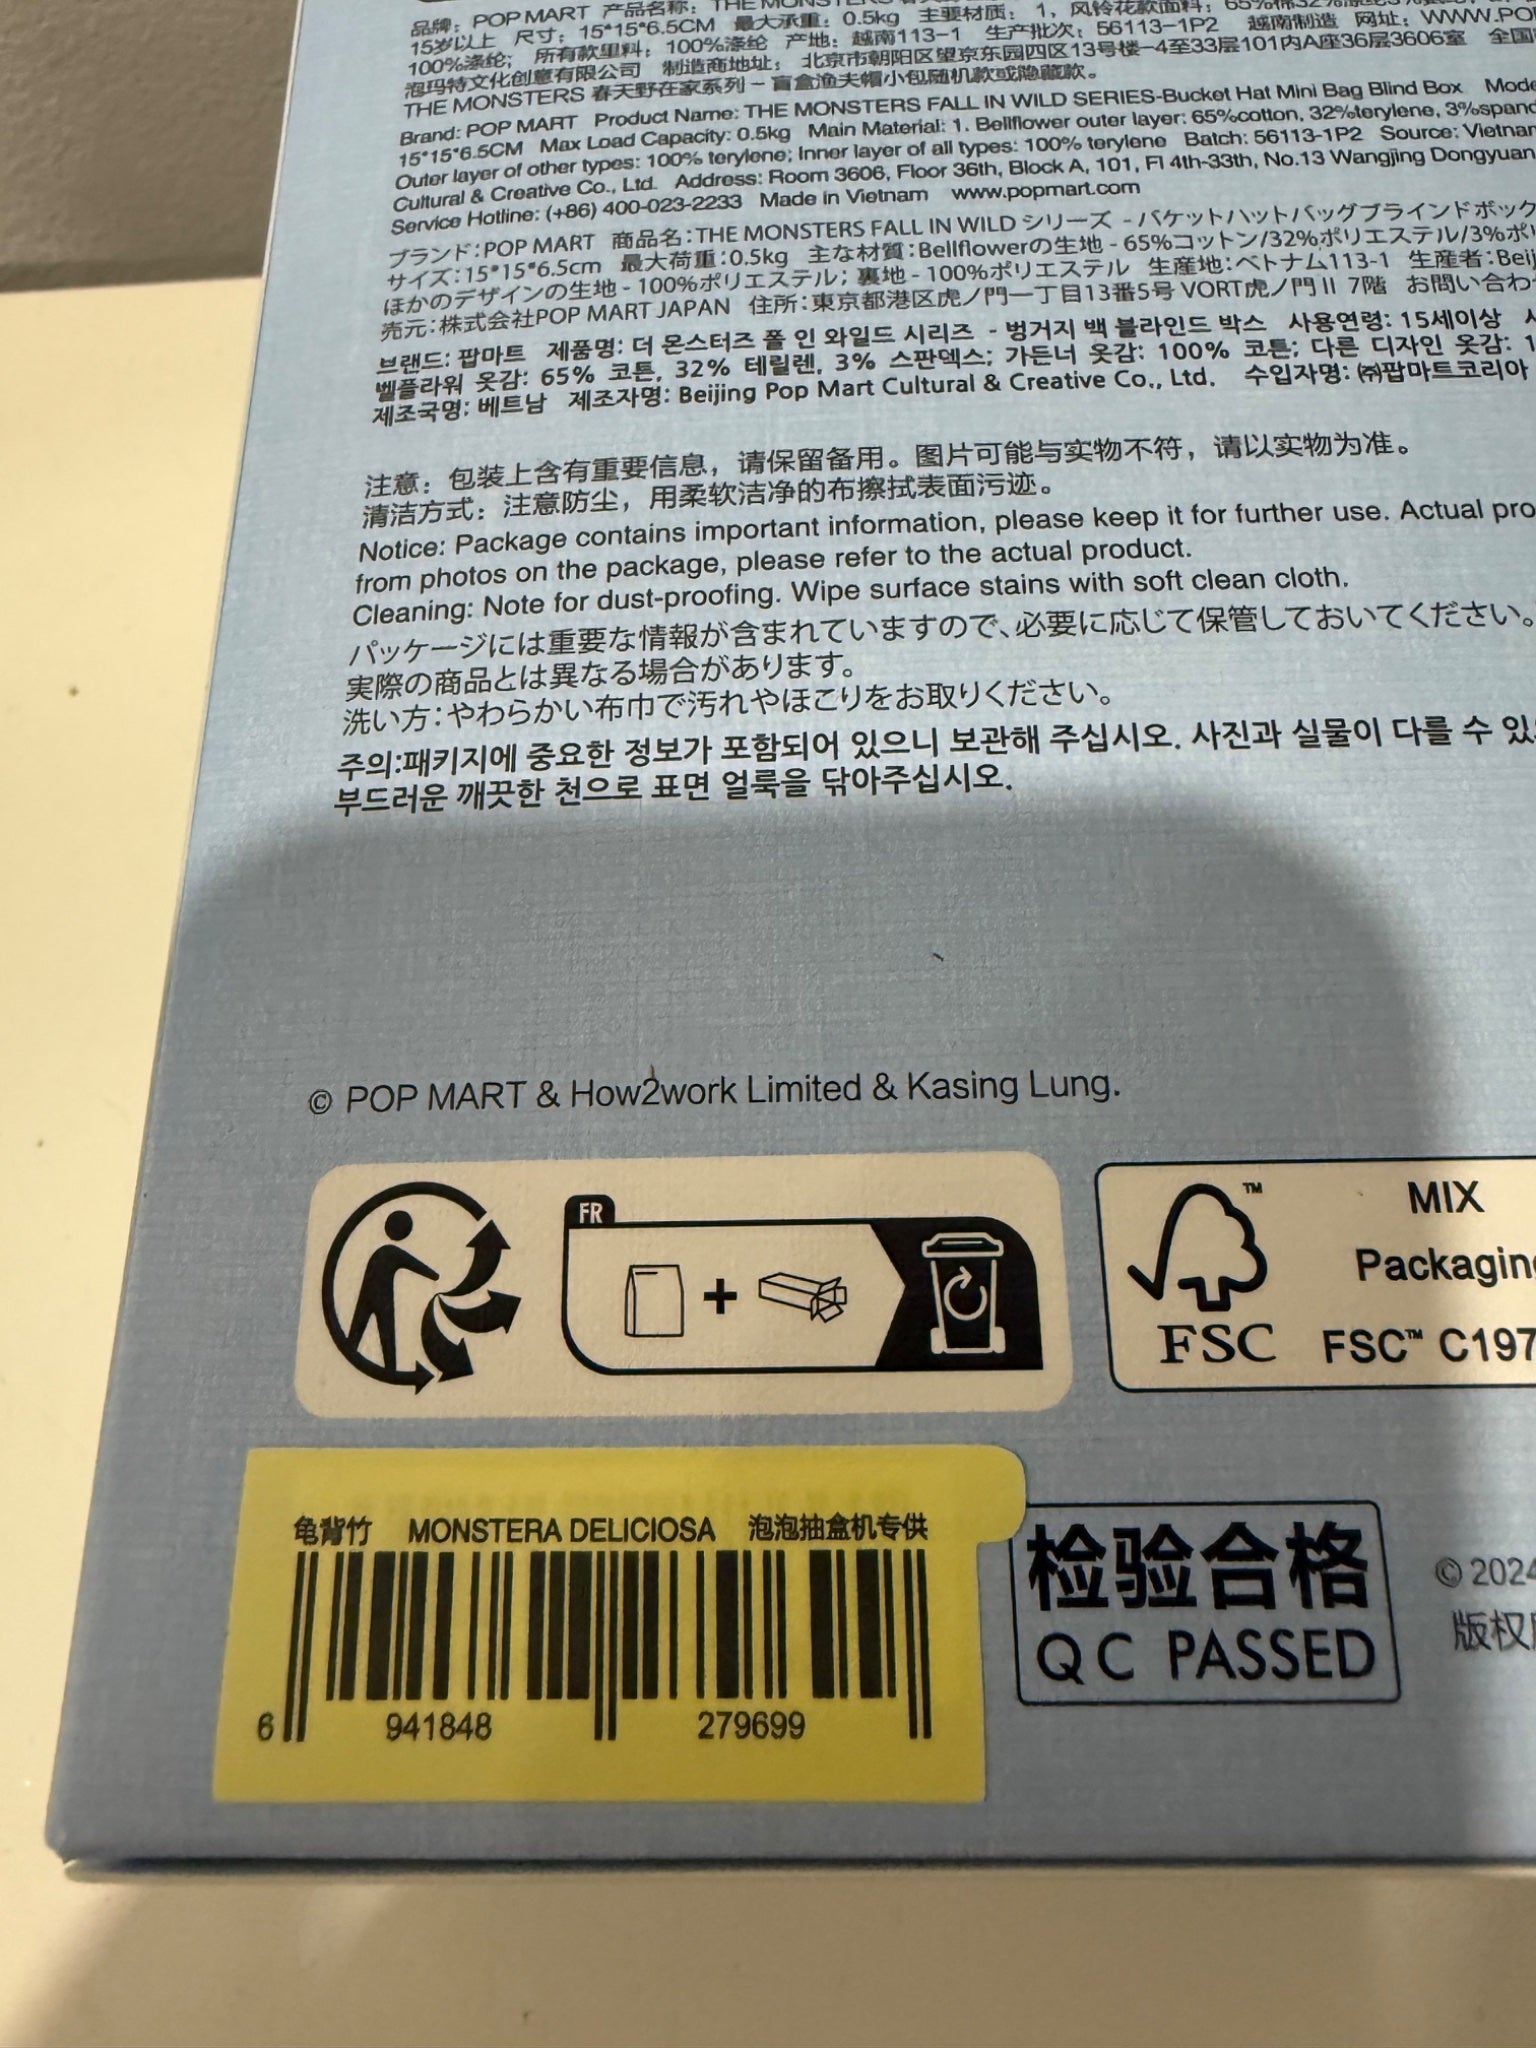 品牌：POP MART 产品名称：THE MONSTERS
15岁以上 尺寸：15*15*6.5CM 最大承重：0.5kg 主要材质：1，风铃花款面料：65%棉32%涤纶3%
100%涤纶；所有款里料：100%涤纶 产地：越南113-1 生产批次：56113-1P2 越南制造 网址：WWW.PO
泡玛特文化创意有限公司 制造商地址：北京市朝阳区望京东园四区13号楼-4至33层101内A座36层3606室 全国
THE MONSTERS 春天野在家系列－盲盒渔夫帽小包随机款或隐藏款。
Brand: POP MART Product Name: THE MONSTERS FALL IN WILD SERIES-Bucket Hat Mini Bag Blind Box Mode
15*15*6.5CM Max Load Capacity: 0.5kg Main Material: 1. Bellflower outer layer: 65%cotton, 32%terylene, 3%spand
Outer layer of other types: 100% terylene; Inner layer of all types: 100% terylene Batch: 56113-1P2 Source: Vietnam
Cultural & Creative Co., Ltd. Address: Room 3606, Floor 36th, Block A, 101, Fl 4th-33th, No.13 Wangjing Dongyuan
Service Hotline: (+86) 400-023-2233 Made in Vietnam www.popmart.com
ブランド：POP MART 商品名：THE MONSTERS FALL IN WILD シリーズ - バケットハットバッグブラインドボック
サイズ：15*15*6.5cm 最大荷重：0.5kg 主な材質：Bellflowerの生地 - 65%コットン/32%ポリエステル/3%ポリ
ほかのデザインの生地 - 100%ポリエステル；裏地 - 100%ポリエステル 生産地：ベトナム113-1 生産者：Beij
売元：株式会社POP MART JAPAN 住所：東京都港区虎ノ門一丁目13番5号 VORT虎ノ門Ⅱ 7階 お問い合わ
브랜드: 팝마트 제품명: 더 몬스터즈 폴 인 와일드 시리즈 - 벙거지 백 블라인드 박스 사용연령: 15세이상
벨플라워 옷감: 65% 코튼, 32% 테릴렌, 3% 스판덱스; 가든너 옷감: 100% 코튼; 다른 디자인 옷감: 1
제조국명: 베트남 제조자명: Beijing Pop Mart Cultural & Creative Co., Ltd. 수입자명: ㈜팝마트코리아
注意：包装上含有重要信息，请保留备用。图片可能与实物不符，请以实物为准。
清洁方式：注意防尘，用柔软洁净的布擦拭表面污迹。
Notice: Package contains important information, please keep it for further use. Actual pro
from photos on the package, please refer to the actual product.
Cleaning: Note for dust-proofing. Wipe surface stains with soft clean cloth.
パッケージには重要な情報が含まれていますので、必要に応じて保管しておいてください。
実際の商品とは異なる場合があります。
洗い方：やわらかい布巾で汚れやほこりをお取りください。
주의:패키지에 중요한 정보가 포함되어 있으니 보관해 주십시오. 사진과 실물이 다를 수 있
부드러운 깨끗한 천으로 표면 얼룩을 닦아주십시오.
© POP MART & How2work Limited & Kasing Lung.
FR
TM
MIX
Packaging
FSC
FSC™ C197
龟背竹 MONSTERA DELICIOSA 泡泡抽盒机专供
6 941848 279699
检验合格
QC PASSED
© 2024
版权